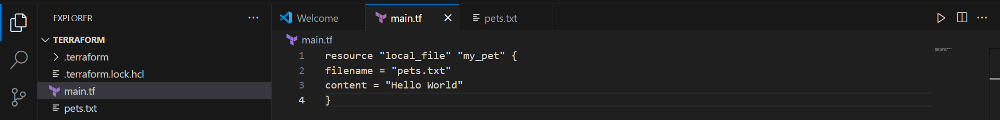 EXPLORER
TERRAFORM
.terraform
.terraform.lock.hcl
main.tf
pets.txt
Welcome
main.tf
pets.txt
main.tf
1 resource "local_file" "my_pet" {
2 filename = "pets.txt"
3 content = "Hello World"
4 }